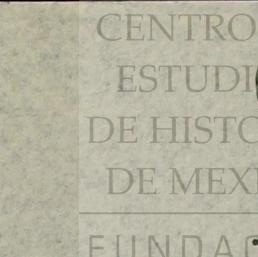 CENTRO
ESTUDI
DE HISTO
DE MEXI
FUNDAC